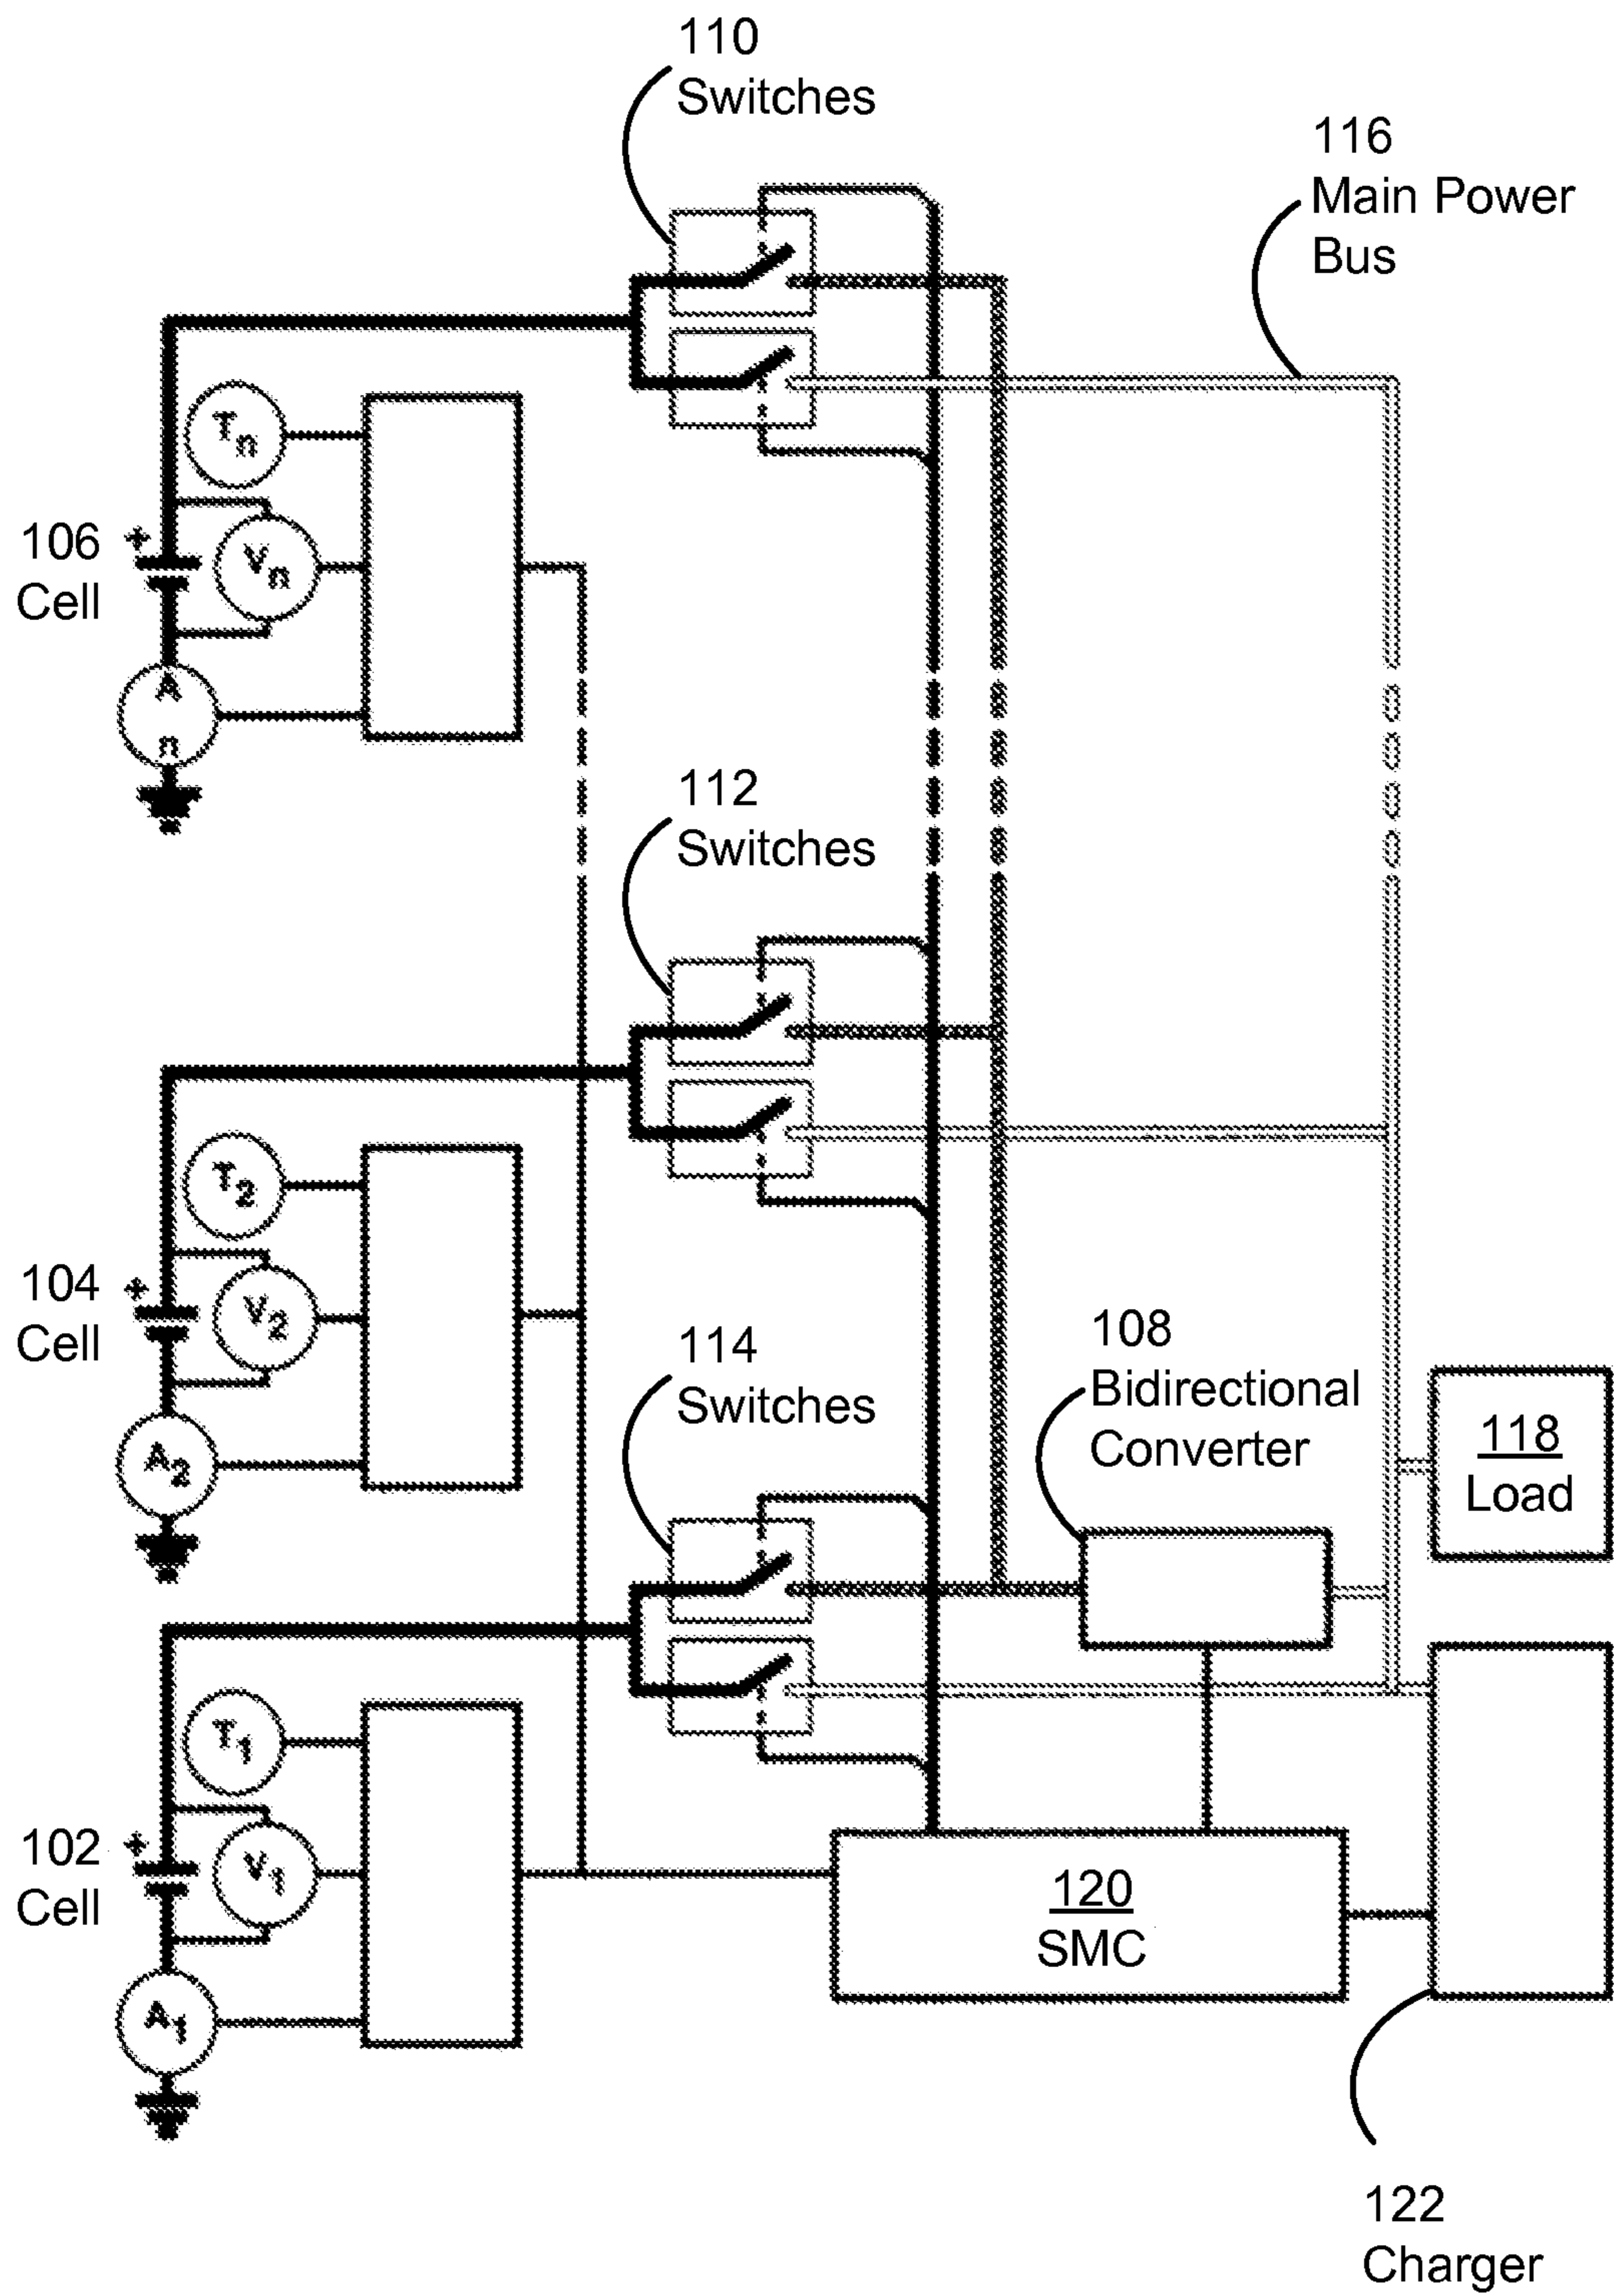 110
Switches
116
Main Power
Bus
Tn
106
Cell
+
Vn
A
n
112
Switches
T2
104
Cell
+
V2
A2
114
Switches
108
Bidirectional
Converter
118
Load
T1
102
Cell
+
V1
A1
120
SMC
122
Charger